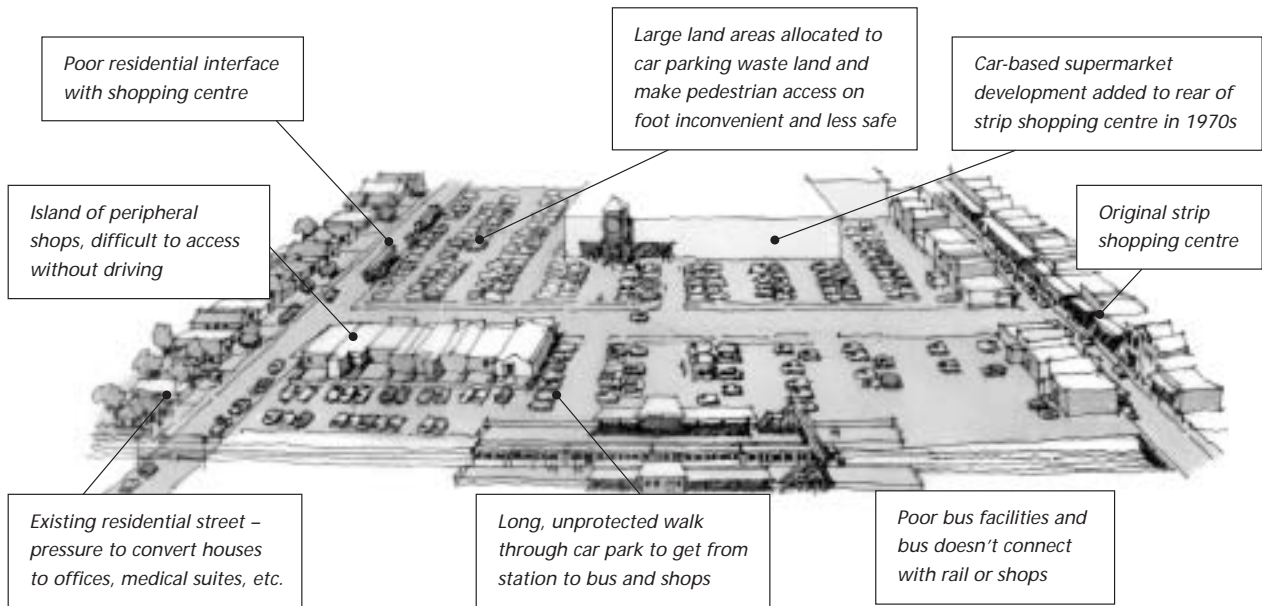 Poor residential interface
with shopping centre
Large land areas allocated to
car parking waste land and
make pedestrian access on
foot inconvenient and less safe
Car-based supermarket
development added to rear of
strip shopping centre in 1970s
Island of peripheral
shops, difficult to access
without driving
Original strip
shopping centre
Existing residential street –
pressure to convert houses
to offices, medical suites, etc.
Long, unprotected walk
through car park to get from
station to bus and shops
Poor bus facilities and
bus doesn't connect
with rail or shops